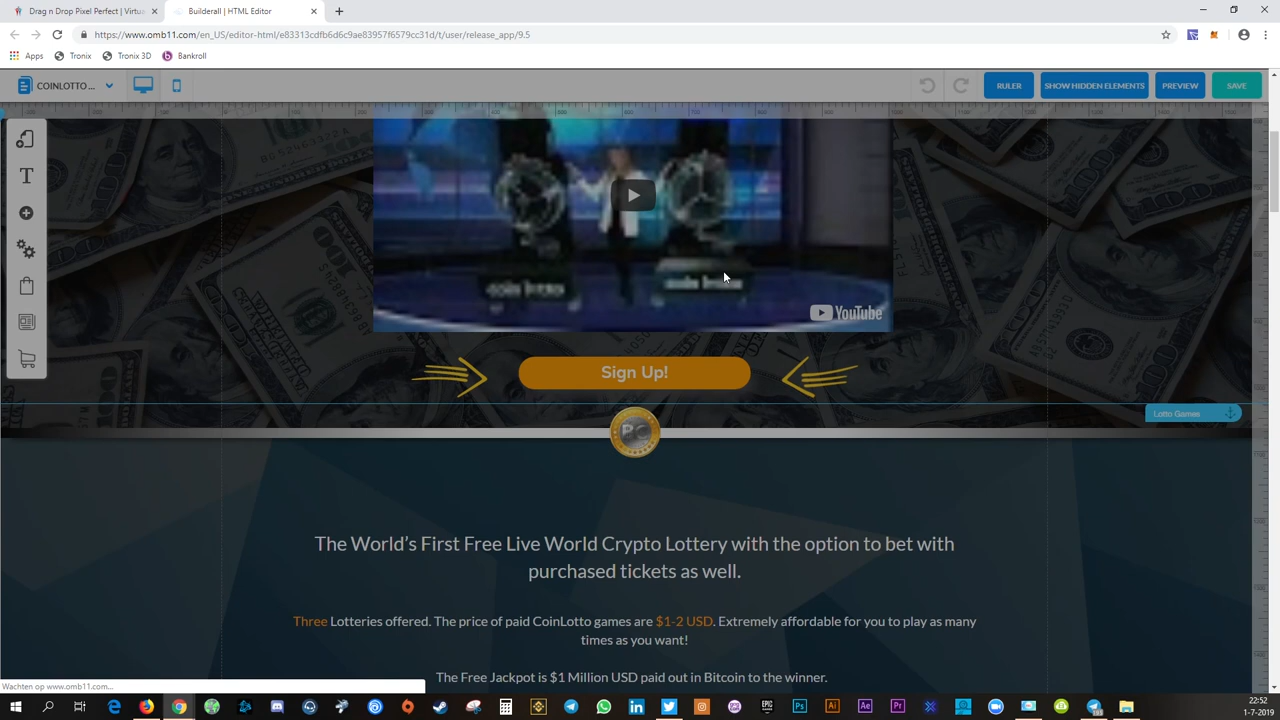 Drag n Drop Pixel Perfect | Virtu
Builderall | HTML Editor
https://www.omb11.com/en_US/editor-html/e83313cdfb6d6c9ae83957f6579cc31d/t/user/release_app/9.5
Apps
Tronix
Tronix 3D
Bankroll
COINLOTTO ...
RULER
SHOW HIDDEN ELEMENTS
PREVIEW
SAVE
YouTube
Sign Up!
Lotto Games
The World's First Free Live World Crypto Lottery with the option to bet with
purchased tickets as well.
Three Lotteries offered. The price of paid CoinLotto games are $1-2 USD. Extremely affordable for you to play as many
times as you want!
The Free Jackpot is $1 Million USD paid out in Bitcoin to the winner.
Wachten op www.omb11.com...
22:52
1-7-2019